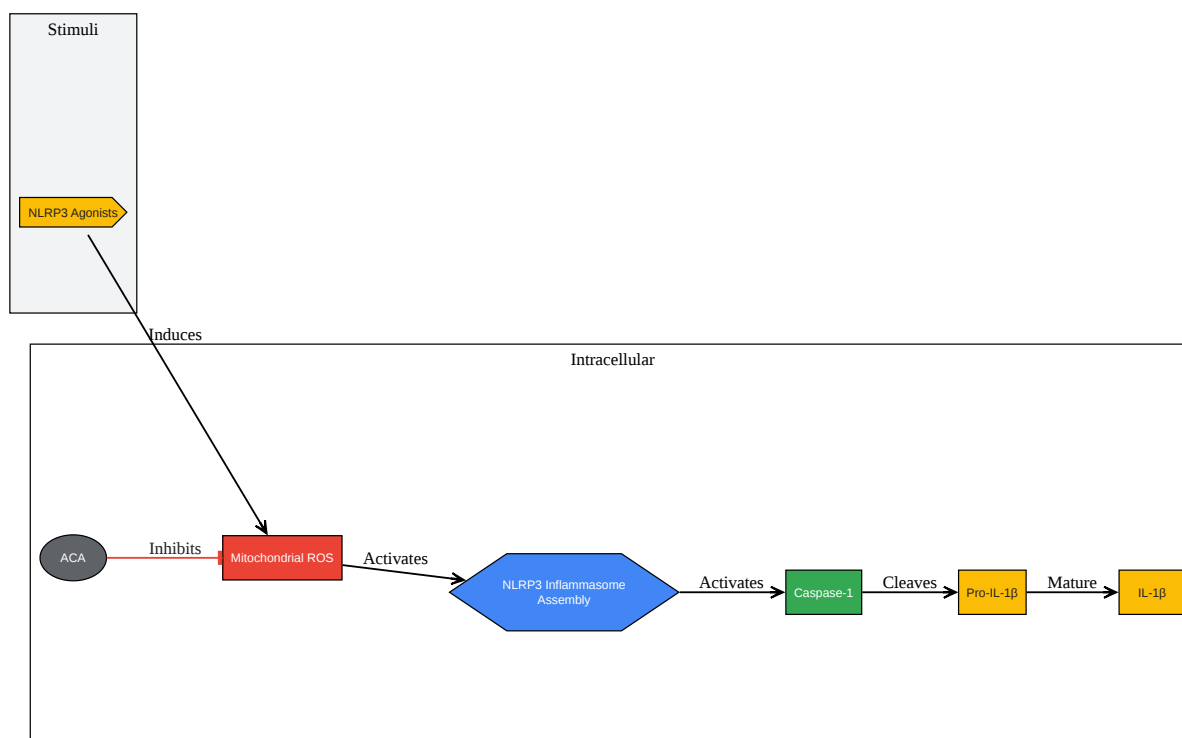 Stimuli
NLRP3 Agonists
Induces
Intracellular
ACA
Inhibits
Mitochondrial ROS
Activates
NLRP3 Inflammasome
Assembly
Activates
Caspase-1
Cleaves
Pro-IL-1β
Mature
IL-1β